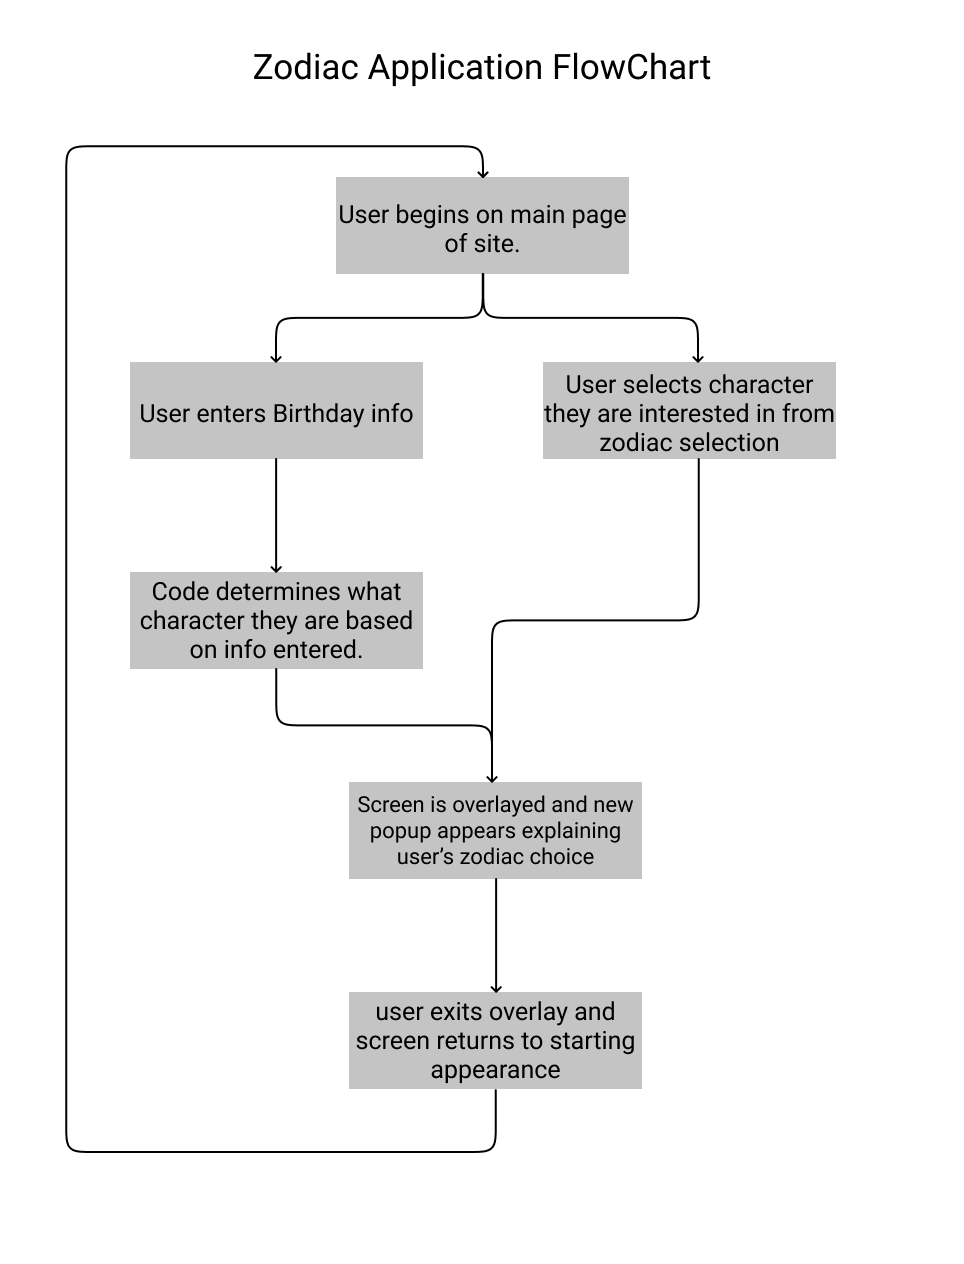 Zodiac Application FlowChart
User begins on main page
of site.
User enters Birthday info
User selects character
they are interested in from
zodiac selection
Code determines what
character they are based
on info entered.
Screen is overlayed and new
popup appears explaining
user’s zodiac choice
user exits overlay and
screen returns to starting
appearance